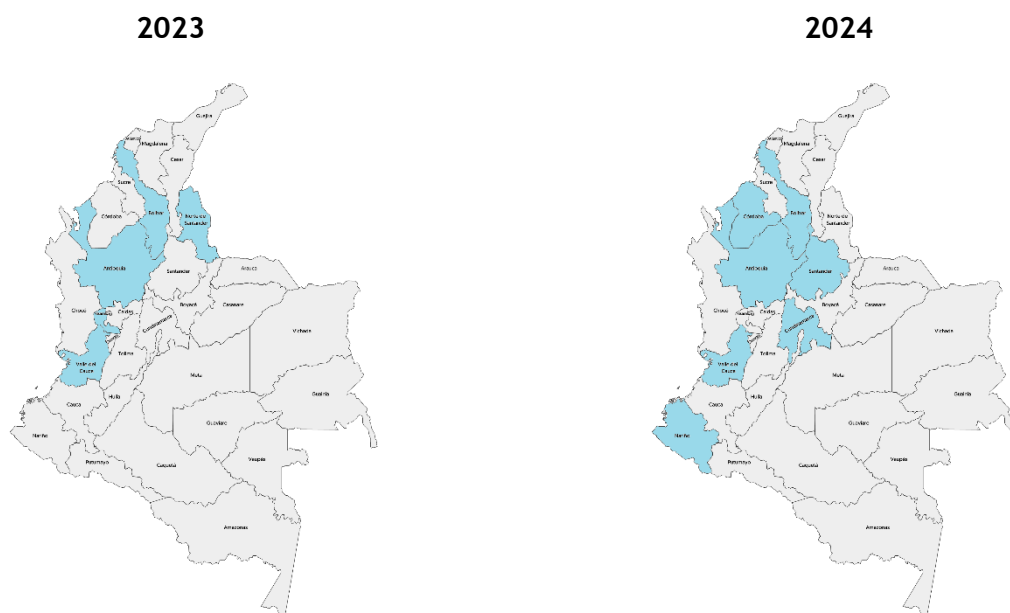 2023
Guajira
Magdalena
Cesar
Sucre
Córdoba
Bolívar
Norte de
Santander
Antioquia
Santander
Arauca
Boyacá
Casanare
Chocó
Caldas
Cundinamarca
Vichada
Tolima
Valle del
Cauca
Meta
Guainía
Huila
Cauca
Guaviare
Nariño
Vaupés
Putumayo
Caquetá
Amazonas
2024
Guajira
Magdalena
Cesar
Sucre
Córdoba
Bolívar
Norte de
Santander
Antioquia
Santander
Arauca
Boyacá
Casanare
Chocó
Caldas
Cundinamarca
Vichada
Tolima
Valle del
Cauca
Meta
Guainía
Huila
Cauca
Guaviare
Nariño
Vaupés
Putumayo
Caquetá
Amazonas